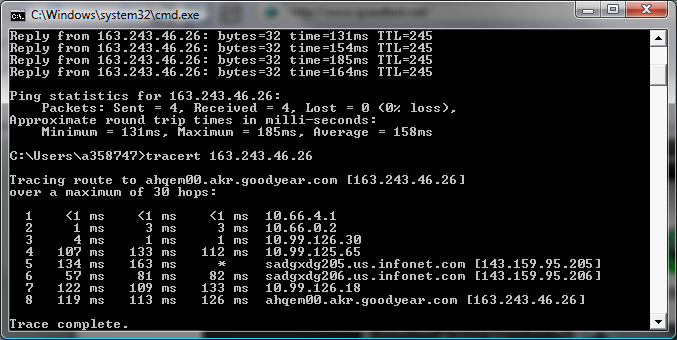 C:\Windows\system32\cmd.exe
Reply from 163.243.46.26: bytes=32 time=131ms TTL=245
Reply from 163.243.46.26: bytes=32 time=154ms TTL=245
Reply from 163.243.46.26: bytes=32 time=185ms TTL=245
Reply from 163.243.46.26: bytes=32 time=164ms TTL=245
Ping statistics for 163.243.46.26:
    Packets: Sent = 4, Received = 4, Lost = 0 (0% loss),
Approximate round trip times in milli-seconds:
    Minimum = 131ms, Maximum = 185ms, Average = 158ms
C:\Users\a358747>tracert 163.243.46.26
Tracing route to ahqem00.akr.goodyear.com [163.243.46.26]
over a maximum of 30 hops:
  1    <1 ms    <1 ms    <1 ms  10.66.4.1
  2     1 ms     3 ms     3 ms  10.66.0.2
  3     4 ms     1 ms     1 ms  10.99.126.30
  4   107 ms   133 ms   112 ms  10.99.125.65
  5   134 ms   163 ms     *     sadgxdg205.us.infonet.com [143.159.95.205]
  6    57 ms    81 ms    82 ms  sadgxdg206.us.infonet.com [143.159.95.206]
  7   122 ms   109 ms   133 ms  10.99.126.18
  8   119 ms   113 ms   126 ms  ahqem00.akr.goodyear.com [163.243.46.26]
Trace complete.